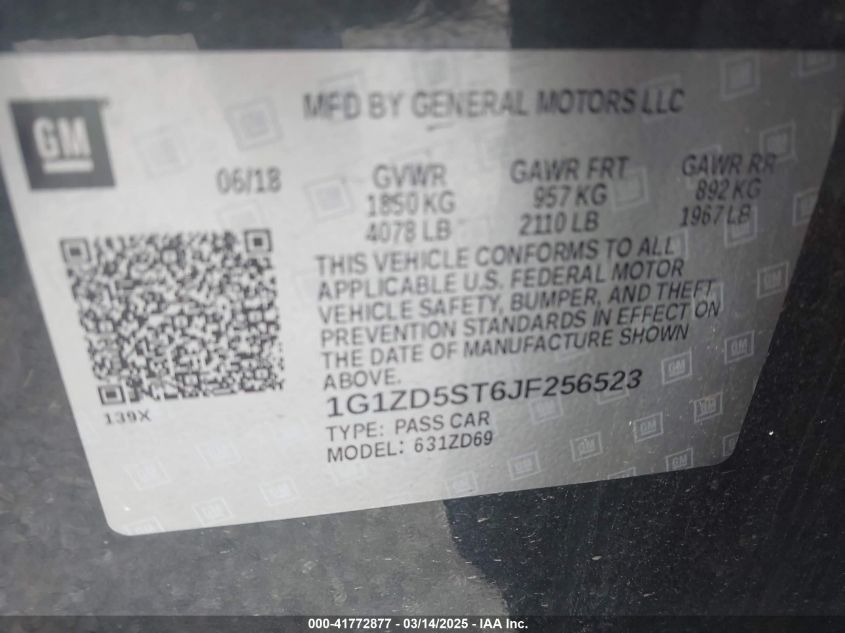 GM
MFD BY GENERAL MOTORS LLC
06/18
GVWR GAWR FRT GAWR RR
1850 KG 957 KG 892 KG
4078 LB 2110 LB 1967 LB
THIS VEHICLE CONFORMS TO ALL
APPLICABLE U.S. FEDERAL MOTOR
VEHICLE SAFETY, BUMPER, AND THEFT
PREVENTION STANDARDS IN EFFECT ON
THE DATE OF MANUFACTURE SHOWN
ABOVE.
139X
1G1ZD5ST6JF256523
TYPE: PASS CAR
MODEL: 631ZD69
000-41772877 — 03/14/2025 — IAA Inc.